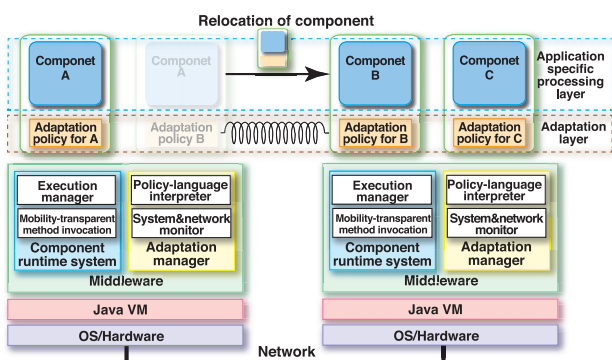 Relocation of component
Componet
A
Componet
A
Componet
B
Componet
C
Application
specific
processing
layer
Adaptation
policy for A
Adaptation
policy B
Adaptation
policy for B
Adaptation
policy for C
Adaptation
layer
Execution
manager
Policy-language
interpreter
Mobility-transparent
method invocation
System&network
monitor
Component
runtime system
Adaptation
manager
Middleware
Java VM
OS/Hardware
Execution
manager
Policy-language
interpreter
Mobility-transparent
method invocation
System&network
monitor
Component
runtime system
Adaptation
manager
Middleware
Java VM
OS/Hardware
Network